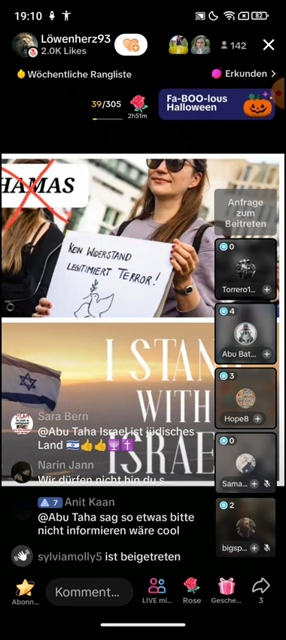 19:10
82
Löwenherz93
2.0K Likes
142
Wöchentliche Rangliste
Erkunden >
39/305
2h51m
Fa-BOO-lous
Halloween
HAMAS
KEIN WIDERSTAND
LEGITIMIERT TERROR!
Anfrage
zum
Beitreten
0
Torrero1...
4
Abu Bat...
3
Hope8
0
Sama...
2
bigsp...
I STAN
WITH
ISRAE
Sara Bern
@Abu Taha Israel ist jüdisches
Land 🇮🇱👍👍🕎✝️
Narin Jann
Wir dürfen nicht hin du s
7 Anit Kaan
@Abu Taha sag so etwas bitte
nicht informieren wäre cool
sylviamolly5 ist beigetreten
Abonn...
Komment...
LIVE mi...
Rose
Gesche...
3